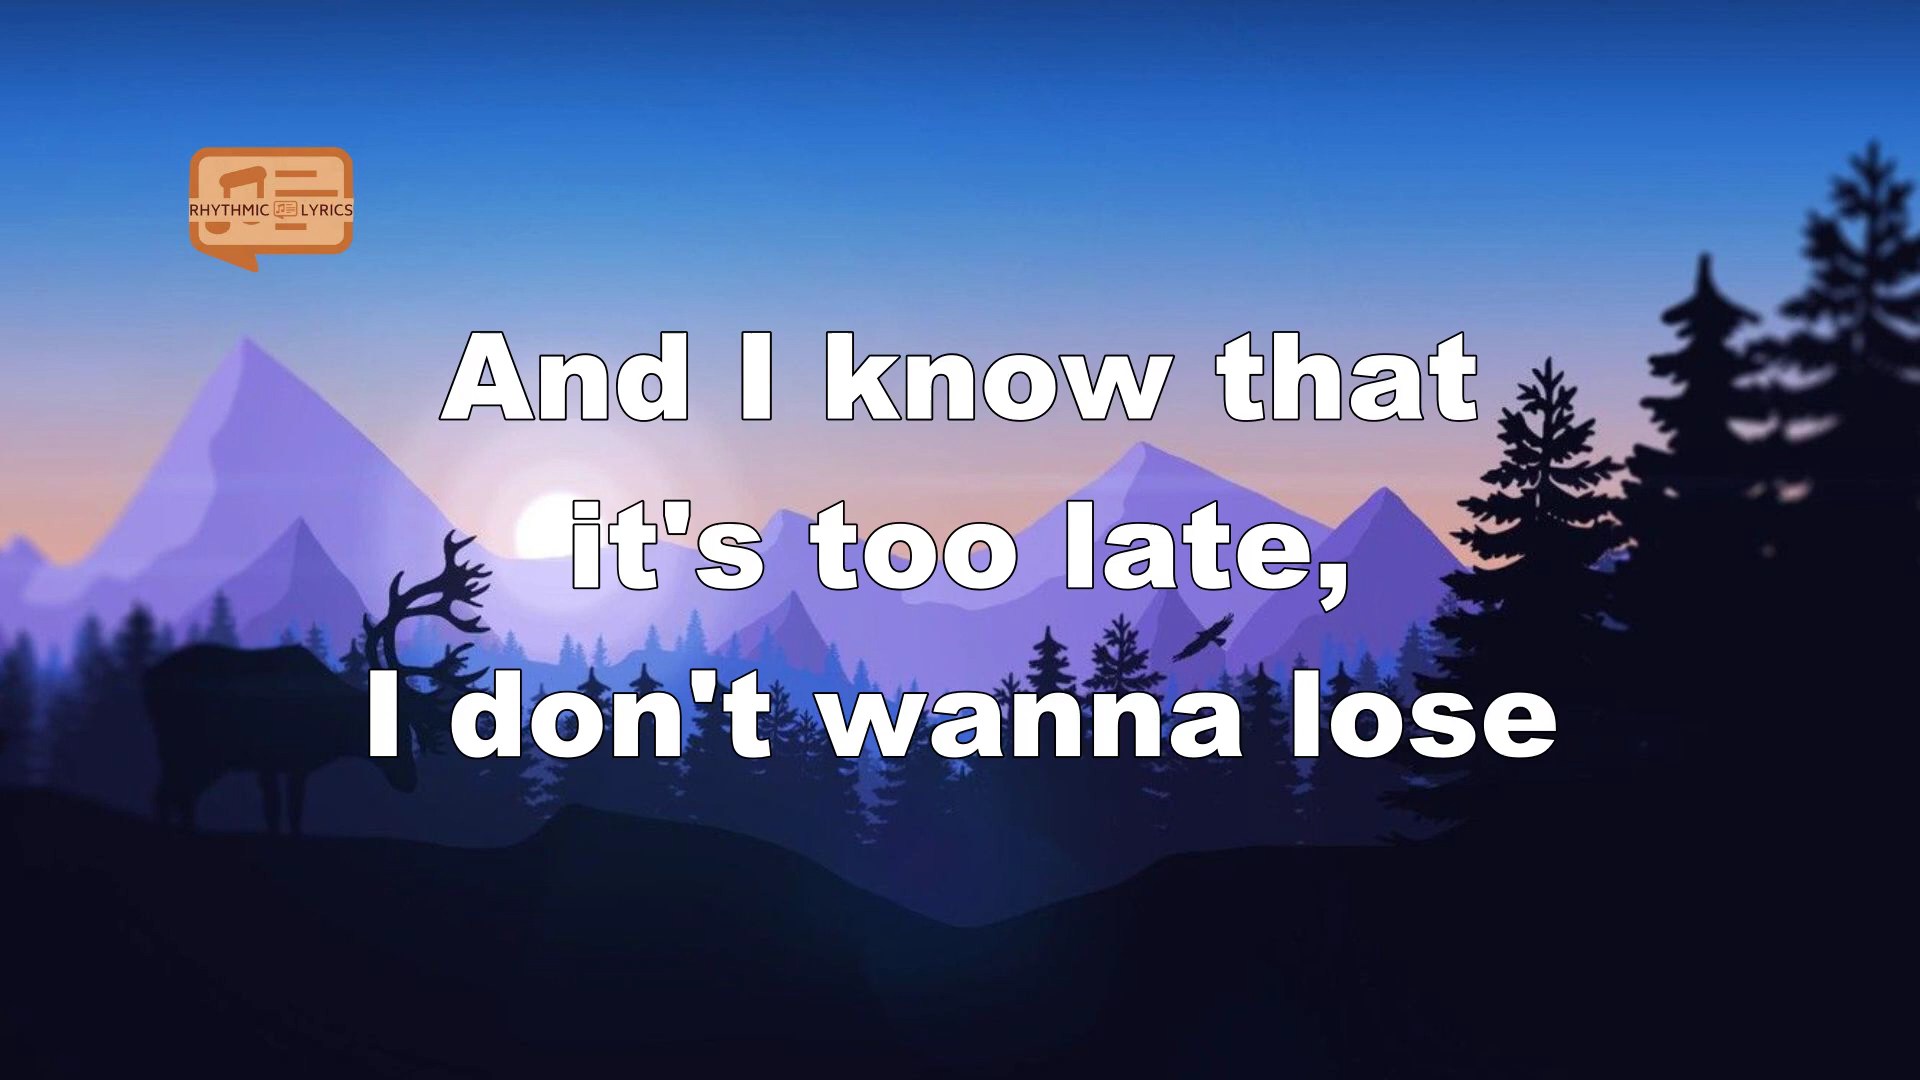 RHYTHMIC LYRICS
And I know that
it's too late,
I don't wanna lose